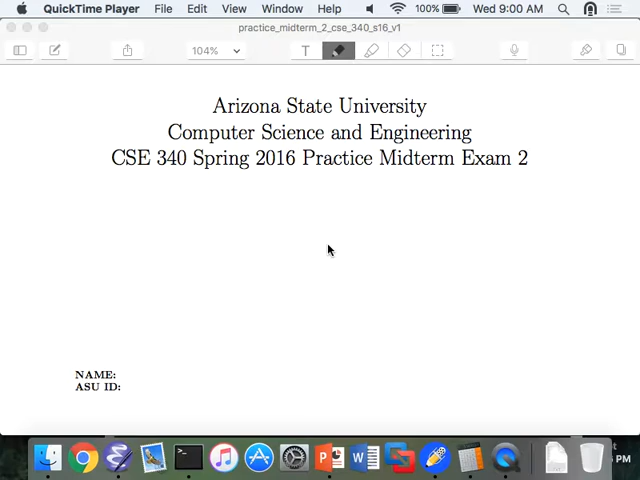 QuickTime Player File Edit View Window Help 100% Wed 9:00 AM
practice_midterm_2_cse_340_s16_v1
104% T
Arizona State University
Computer Science and Engineering
CSE 340 Spring 2016 Practice Midterm Exam 2
NAME:
ASU ID: